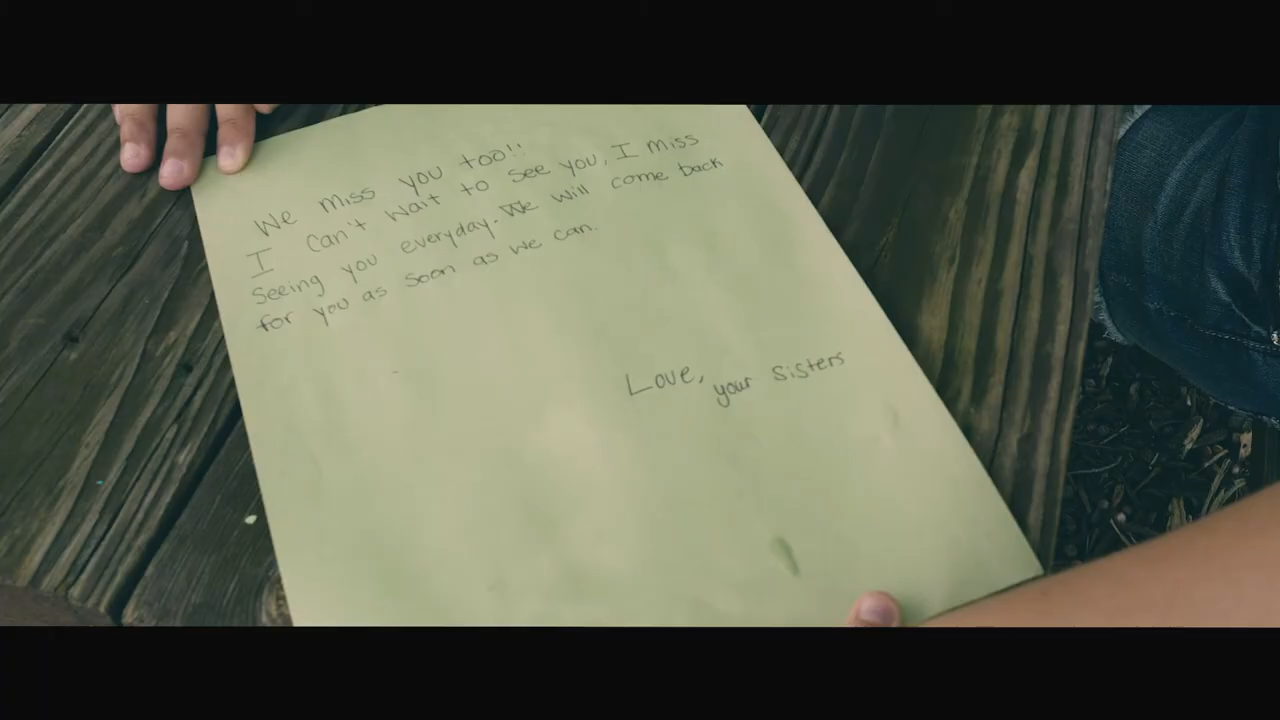 We miss you too!!
I can't wait to see you, I miss
Seeing you everyday. We will come back
for you as soon as we can.
Love, your sisters